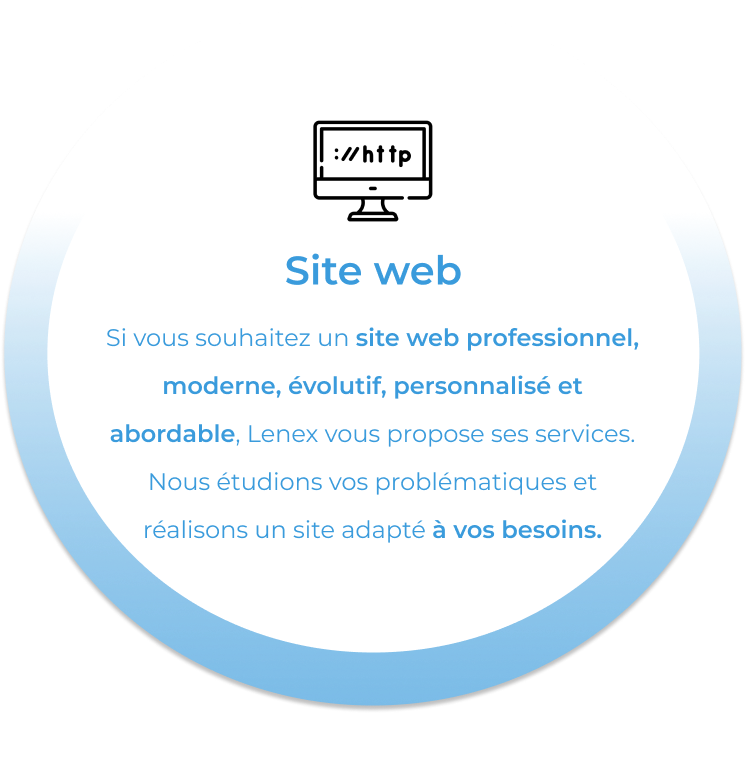 ://http
Site web
Si vous souhaitez un site web professionnel,
moderne, évolutif, personnalisé et
abordable, Lenex vous propose ses services.
Nous étudions vos problématiques et
réalisons un site adapté à vos besoins.